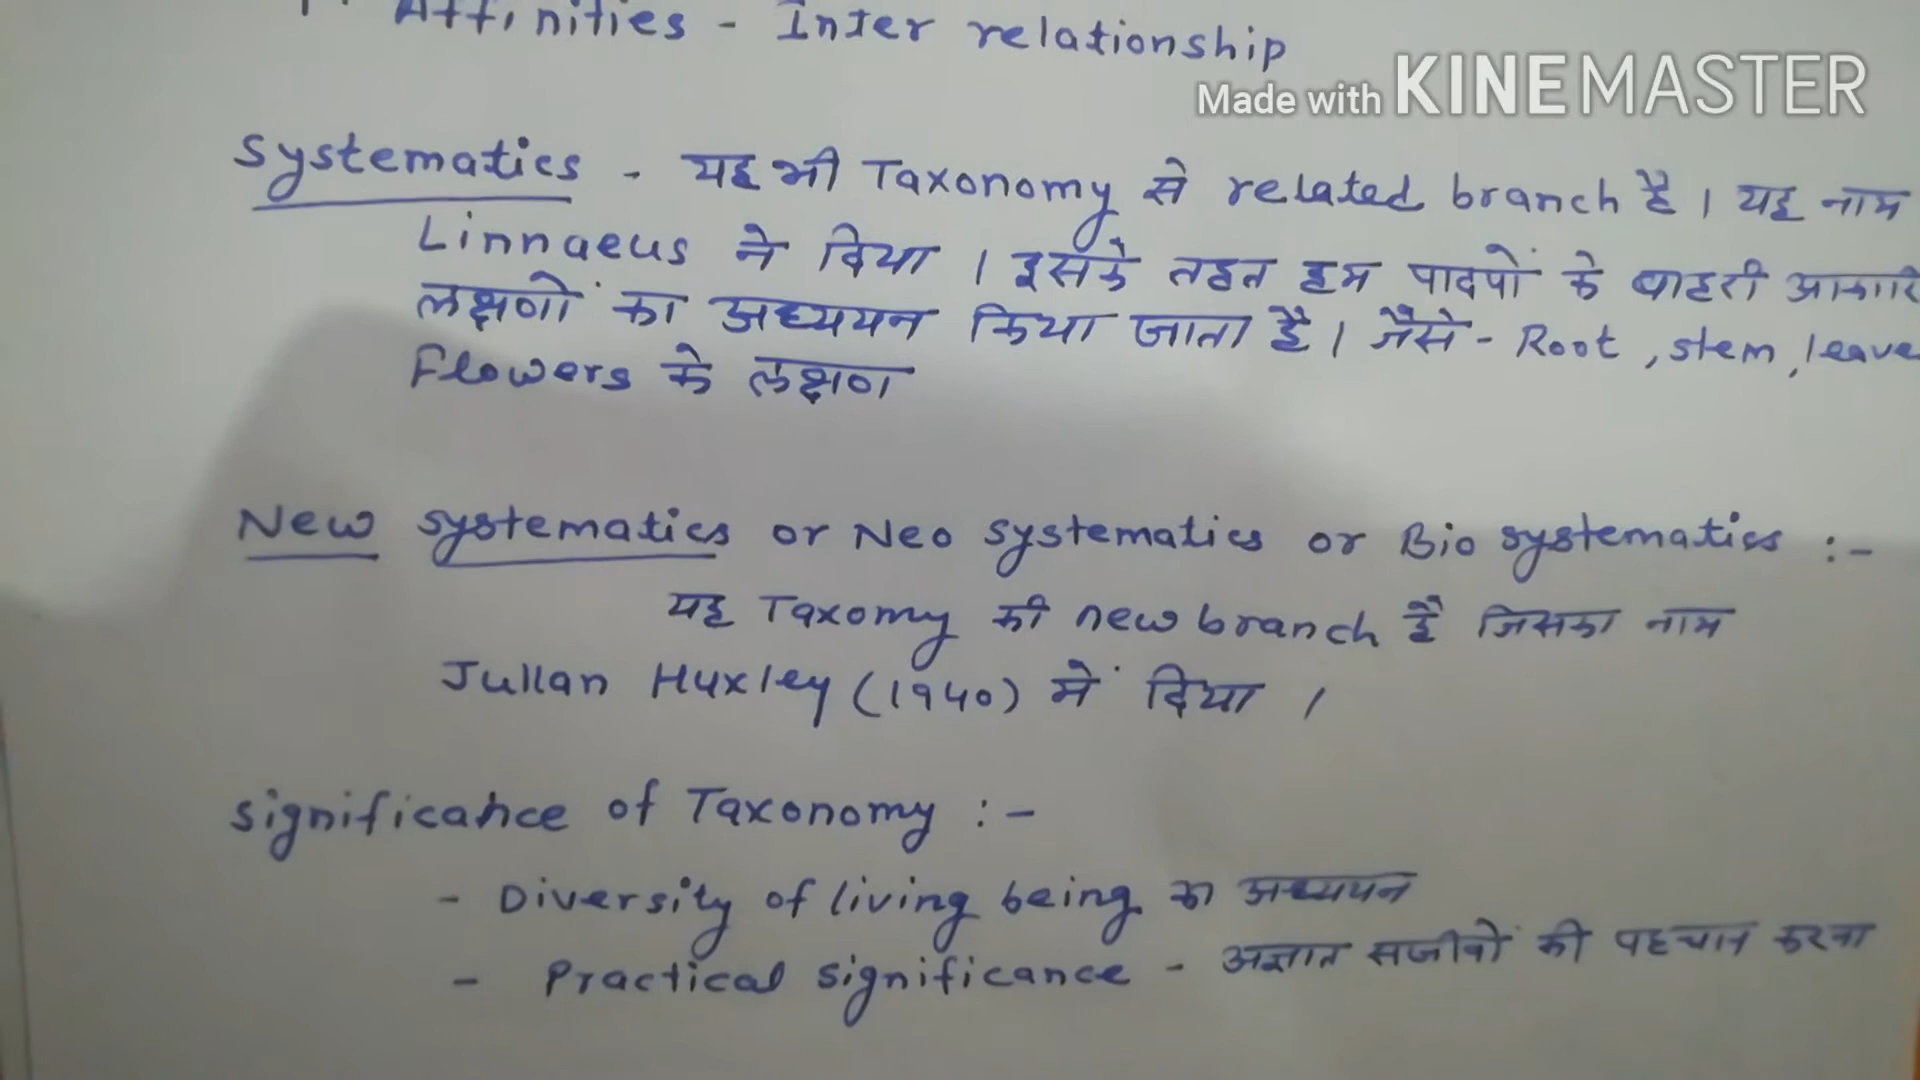 Affinities - Inter relationship
Made with KINEMASTER
Systematics - यह भी Taxonomy से related branch है । यह नाम
Linnaeus ने दिया । इसके तहत हम पादपों के बाहरी आकारि
लक्षणों का अध्ययन किया जाता है । जैसे - Root , stem , leave
Flowers के लक्षण
New systematics or Neo systematics or Bio systematics :-
यह Taxomy की new branch है जिसका नाम
Jullan Huxley (1940) में दिया ।
significance of Taxonomy :-
- Diversity of living being का अध्ययन
- Practical significance - अज्ञात सजीवों की पहचान करना